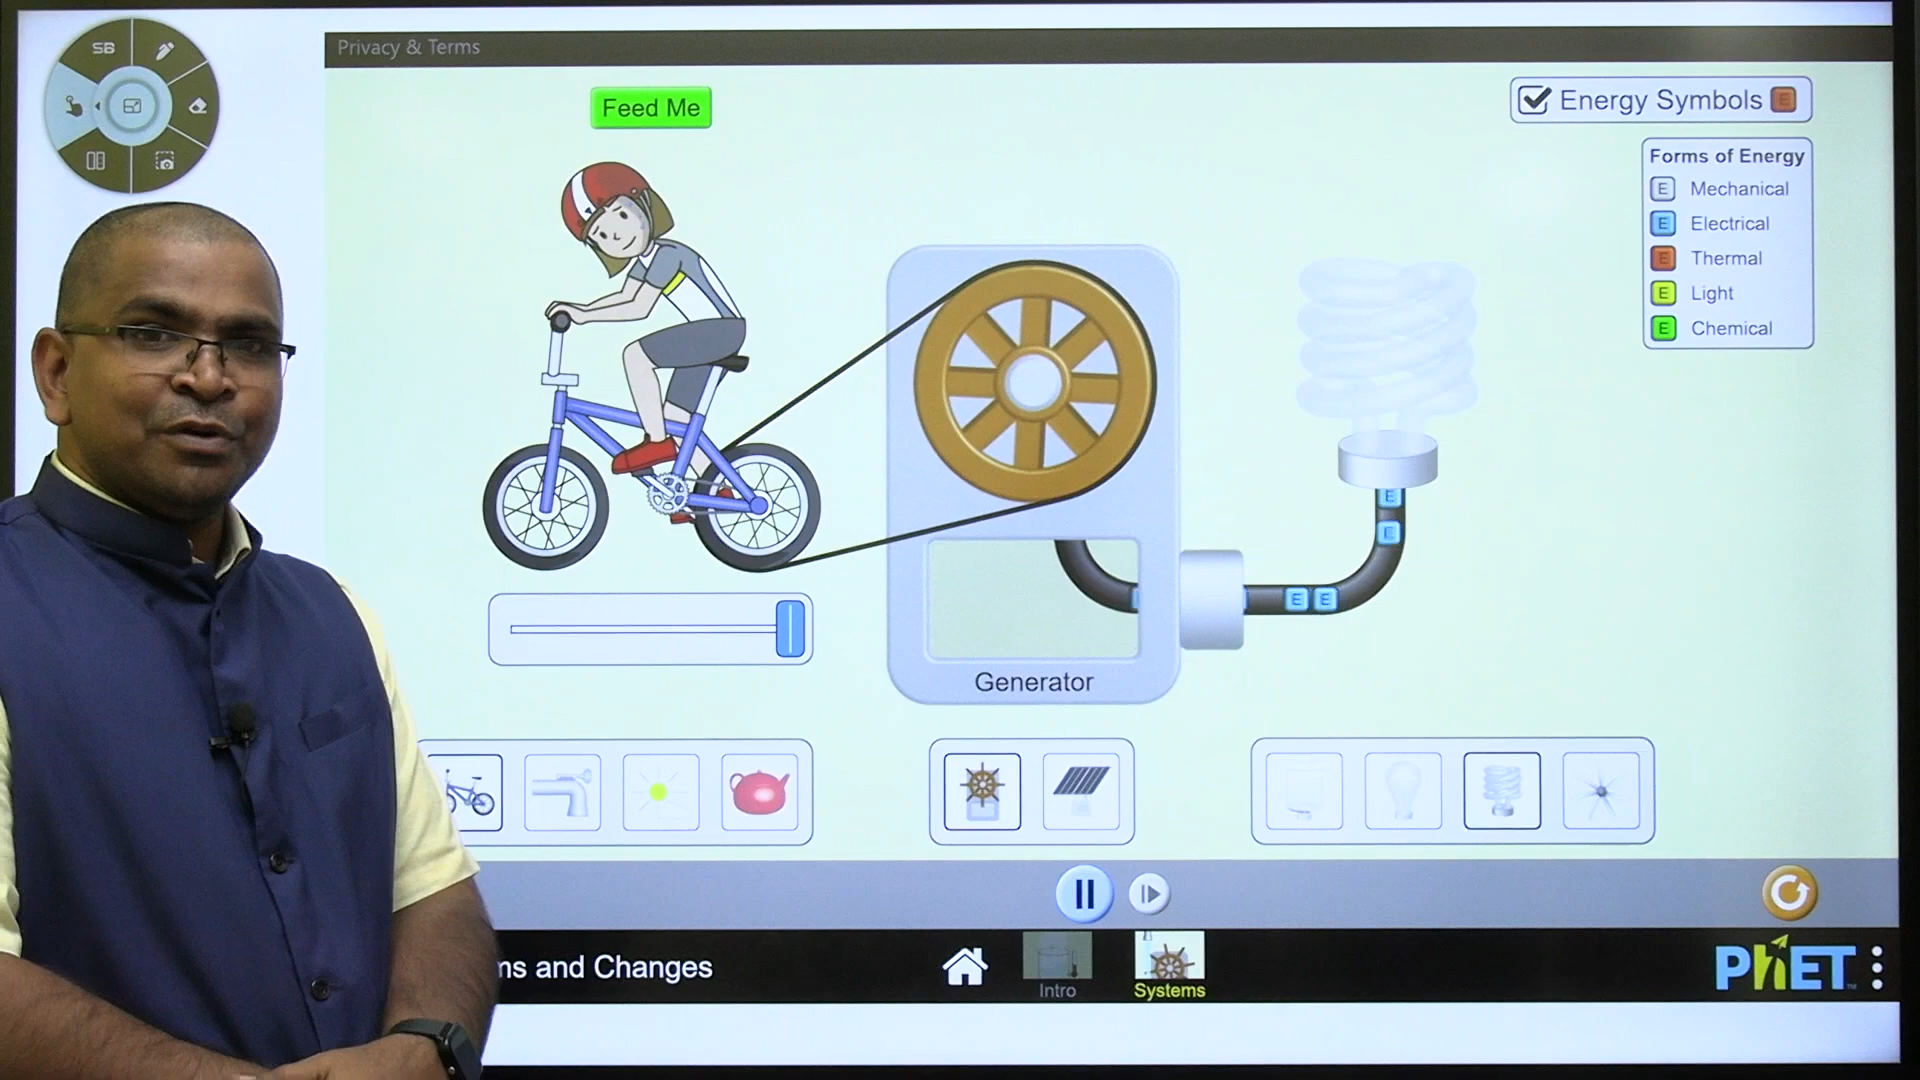 SB
Privacy & Terms
Feed Me
Energy Symbols E
Forms of Energy
E Mechanical
E Electrical
E Thermal
E Light
E Chemical
E
E
E E
Generator
ms and Changes
Intro
Systems
PhET